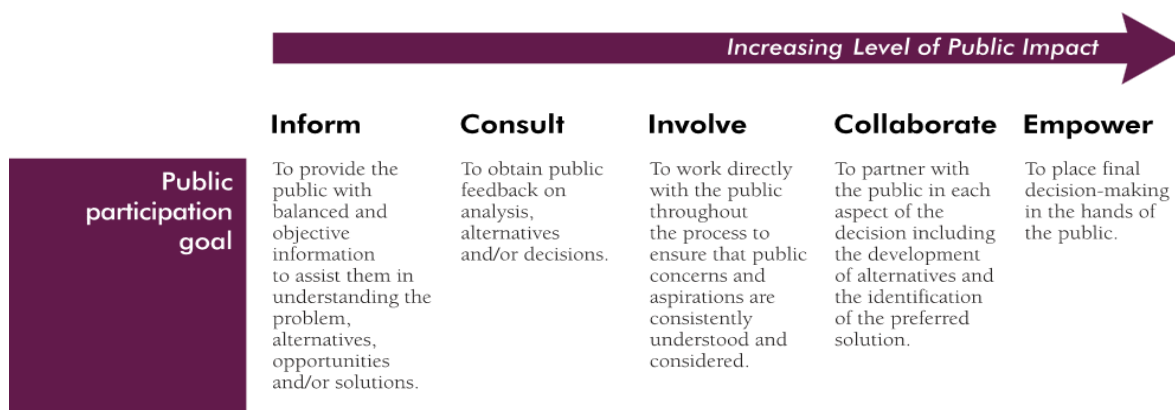 Increasing Level of Public Impact
Inform
Consult
Involve
Collaborate
Empower
Public
participation
goal
To provide the
public with
balanced and
objective
information
to assist them in
understanding the
problem,
alternatives,
opportunities
and/or solutions.
To obtain public
feedback on
analysis,
alternatives
and/or decisions.
To work directly
with the public
throughout
the process to
ensure that public
concerns and
aspirations are
consistently
understood and
considered.
To partner with
the public in each
aspect of the
decision including
the development
of alternatives and
the identification
of the preferred
solution.
To place final
decision-making
in the hands of
the public.